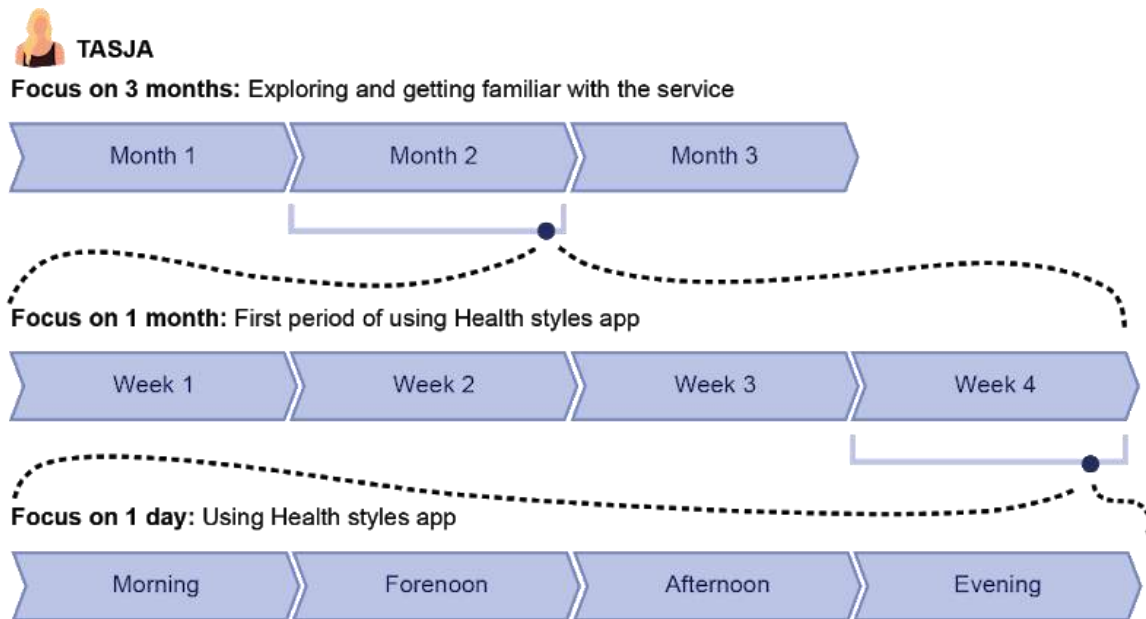 TASJA
Focus on 3 months: Exploring and getting familiar with the service
Month 1 Month 2 Month 3
Focus on 1 month: First period of using Health styles app
Week 1 Week 2 Week 3 Week 4
Focus on 1 day: Using Health styles app
Morning Forenoon Afternoon Evening